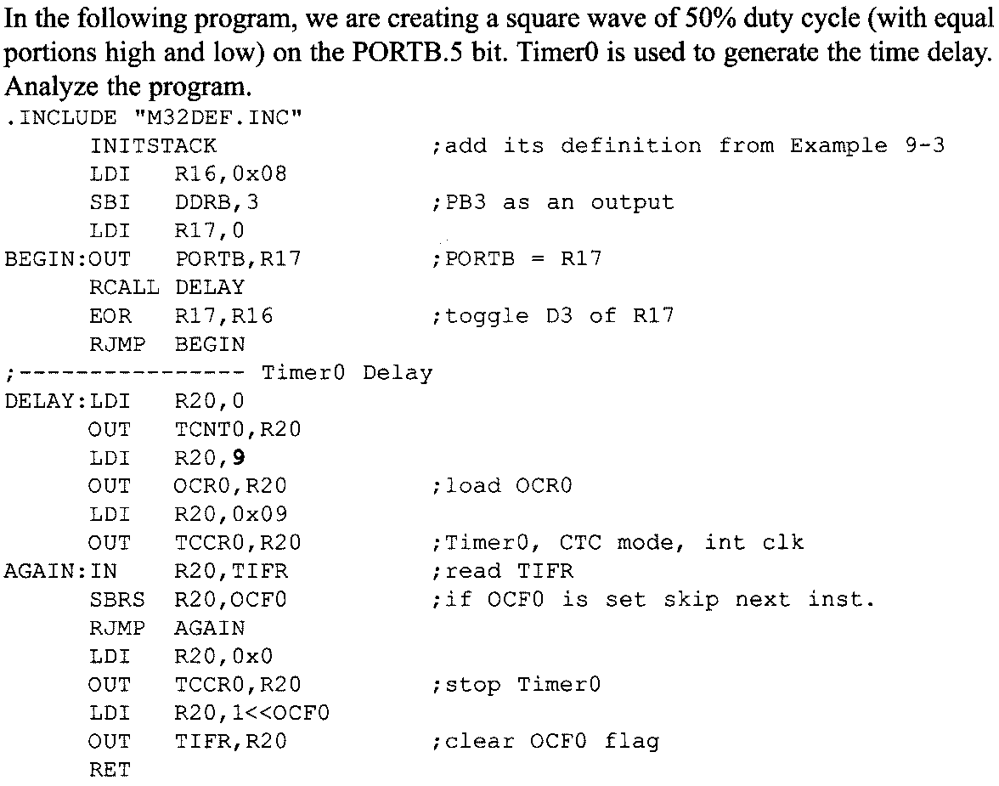 In the following program, we are creating a square wave of 50% duty cycle (with equal
portions high and low) on the PORTB.5 bit. Timer0 is used to generate the time delay.
Analyze the program.
.INCLUDE "M32DEF.INC"
INITSTACK ;add its definition from Example 9-3
LDI R16,0x08
SBI DDRB,3 ;PB3 as an output
LDI R17,0
BEGIN:OUT PORTB,R17 ;PORTB = R17
RCALL DELAY
EOR R17,R16 ;toggle D3 of R17
RJMP BEGIN
;---------------- Timer0 Delay
DELAY:LDI R20,0
OUT TCNT0,R20
LDI R20,9
OUT OCR0,R20 ;load OCR0
LDI R20,0x09
OUT TCCR0,R20 ;Timer0, CTC mode, int clk
AGAIN:IN R20,TIFR ;read TIFR
SBRS R20,OCF0 ;if OCF0 is set skip next inst.
RJMP AGAIN
LDI R20,0x0
OUT TCCR0,R20 ;stop Timer0
LDI R20,1<<OCF0
OUT TIFR,R20 ;clear OCF0 flag
RET